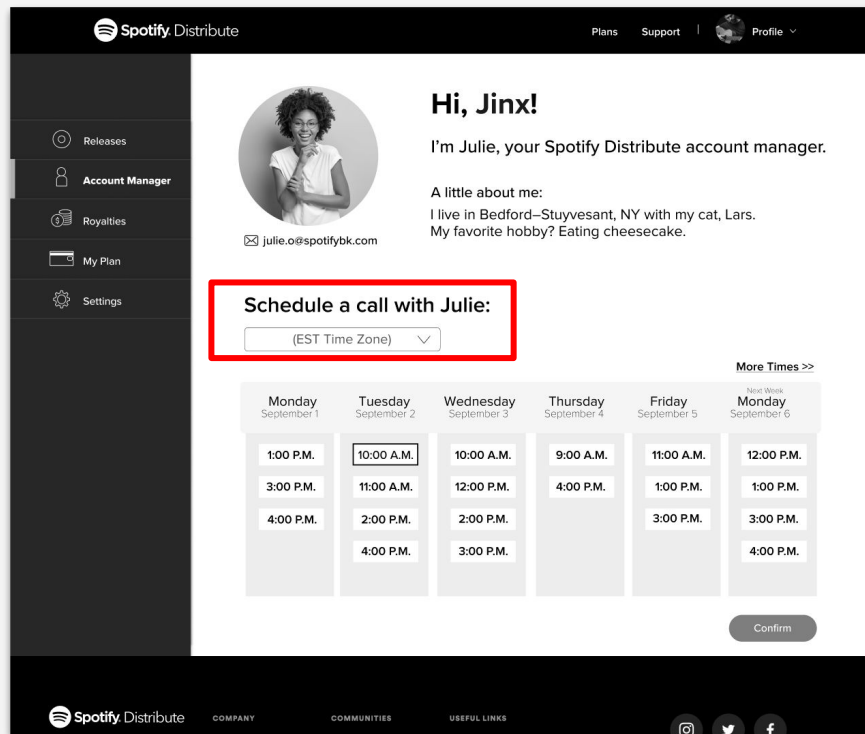 Spotify. Distribute
Plans
Support
Profile
Releases
Account Manager
Royalties
My Plan
Settings
Hi, Jinx!
I'm Julie, your Spotify Distribute account manager.
A little about me:
I live in Bedford–Stuyvesant, NY with my cat, Lars.
My favorite hobby? Eating cheesecake.
julie.o@spotifybk.com
Schedule a call with Julie:
(EST Time Zone)
More Times >>
Monday
September 1
1:00 P.M.
3:00 P.M.
4:00 P.M.
Tuesday
September 2
10:00 A.M.
11:00 A.M.
2:00 P.M.
4:00 P.M.
Wednesday
September 3
10:00 A.M.
12:00 P.M.
2:00 P.M.
3:00 P.M.
Thursday
September 4
9:00 A.M.
4:00 P.M.
Friday
September 5
11:00 A.M.
1:00 P.M.
3:00 P.M.
Next Week
Monday
September 6
12:00 P.M.
1:00 P.M.
3:00 P.M.
4:00 P.M.
Confirm
Spotify. Distribute
COMPANY
COMMUNITIES
USEFUL LINKS